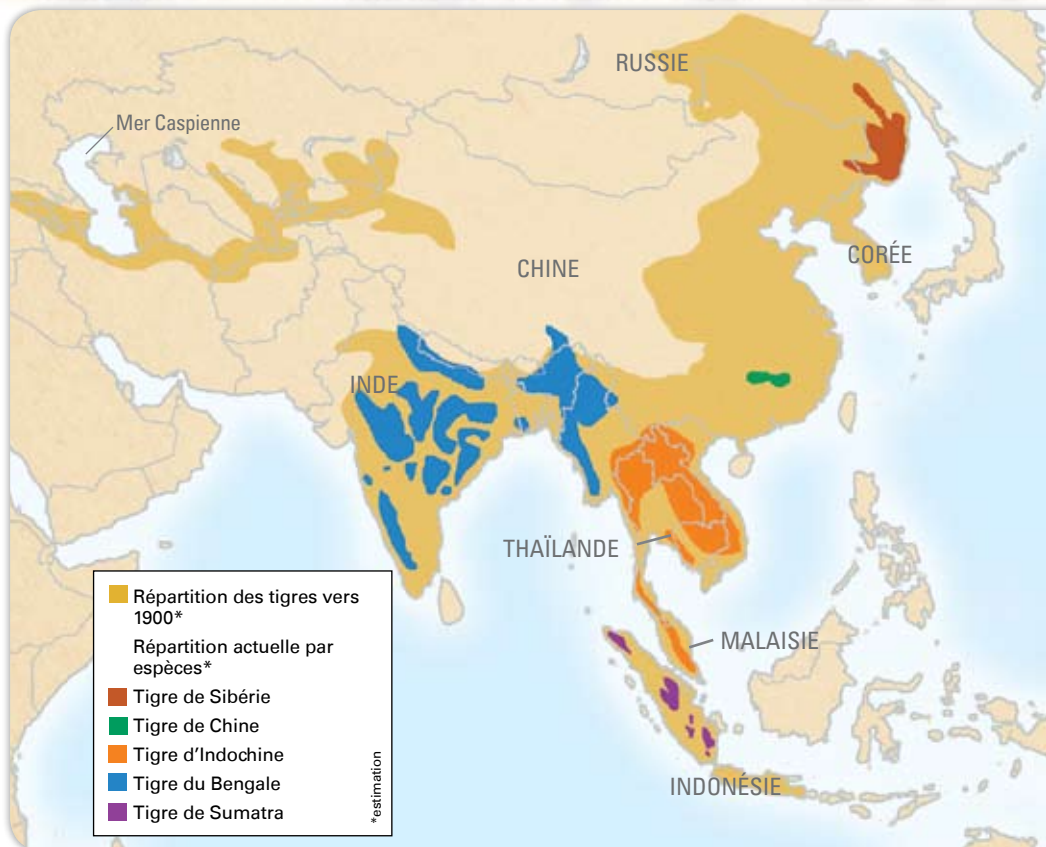 RUSSIE
Mer Caspienne
CORÉE
CHINE
INDE
THAÏLANDE
MALAISIE
INDONÉSIE
Répartition des tigres vers
1900*
Répartition actuelle par
espèces*
Tigre de Sibérie
Tigre de Chine
Tigre d'Indochine
Tigre du Bengale
Tigre de Sumatra
*estimation